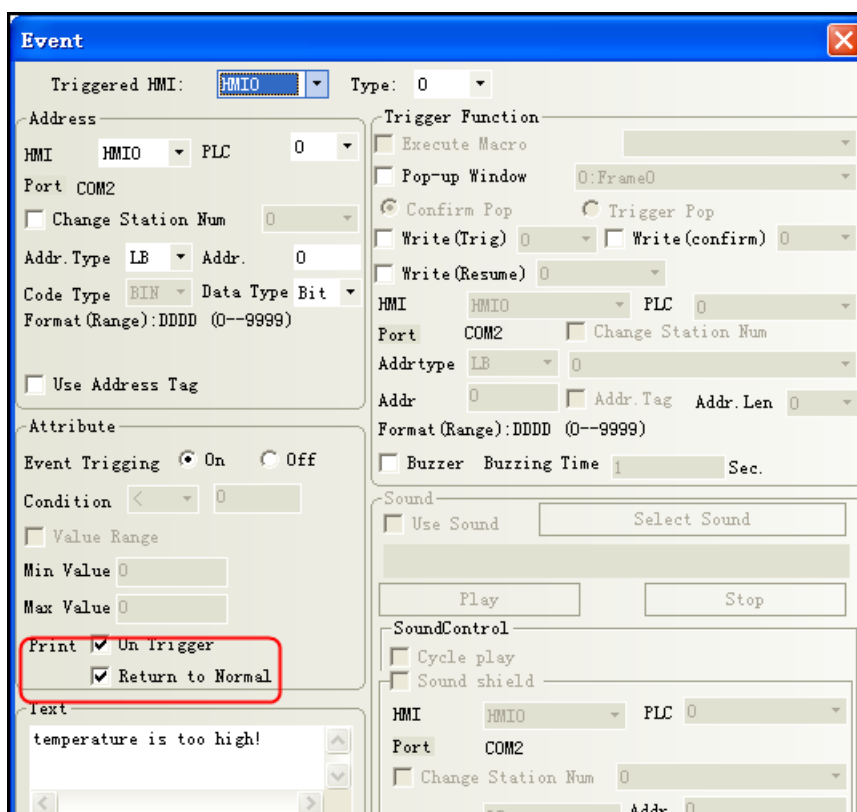 Event
Triggered HMI: HMI0 Type: 0
Address
HMI HMI0 PLC 0
Port COM2
Change Station Num 0
Addr.Type LB Addr. 0
Code Type BIN Data Type Bit
Format(Range):DDDD (0--9999)
Use Address Tag
Attribute
Event Trigging On Off
Condition < 0
Value Range
Min Value 0
Max Value 0
Print On Trigger
Return to Normal
Text
temperature is too high!
Trigger Function
Execute Macro
Pop-up Window 0:Frame0
Confirm Pop Trigger Pop
Write(Trig) 0 Write(confirm) 0
Write(Resume) 0
HMI HMI0 PLC 0
Port COM2 Change Station Num
Addrtype LB 0
Addr 0 Addr.Tag Addr.Len 0
Format(Range):DDDD (0--9999)
Buzzer Buzzing Time 1 Sec.
Sound
Use Sound Select Sound
Play Stop
SoundControl
Cycle play
Sound shield
HMI HMI0 PLC 0
Port COM2
Change Station Num 0
Addr 0